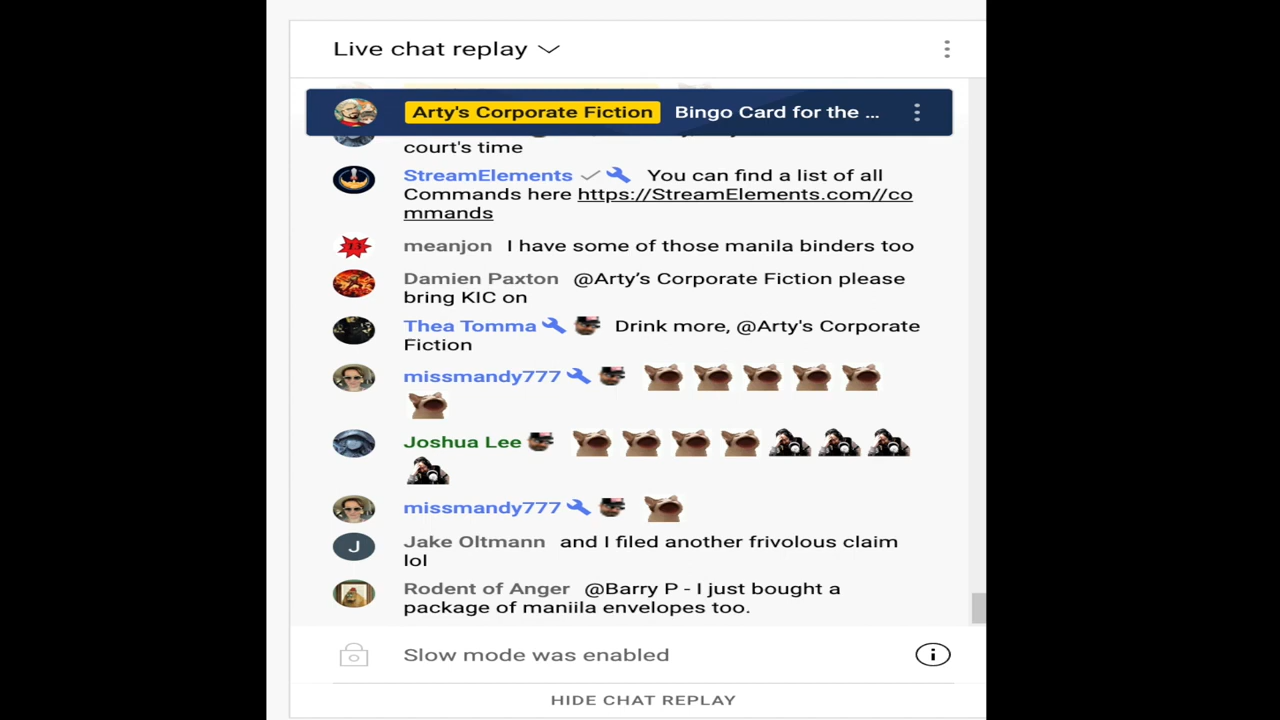 Live chat replay
Arty's Corporate Fiction Bingo Card for the ...
court's time
StreamElements You can find a list of all
Commands here https://StreamElements.com//co
mmands
meanjon I have some of those manila binders too
Damien Paxton @Arty’s Corporate Fiction please
bring KIC on
Thea Tomma Drink more, @Arty's Corporate
Fiction
missmandy777
Joshua Lee
missmandy777
J
Jake Oltmann and I filed another frivolous claim
lol
Rodent of Anger @Barry P - I just bought a
package of maniila envelopes too.
Slow mode was enabled
HIDE CHAT REPLAY